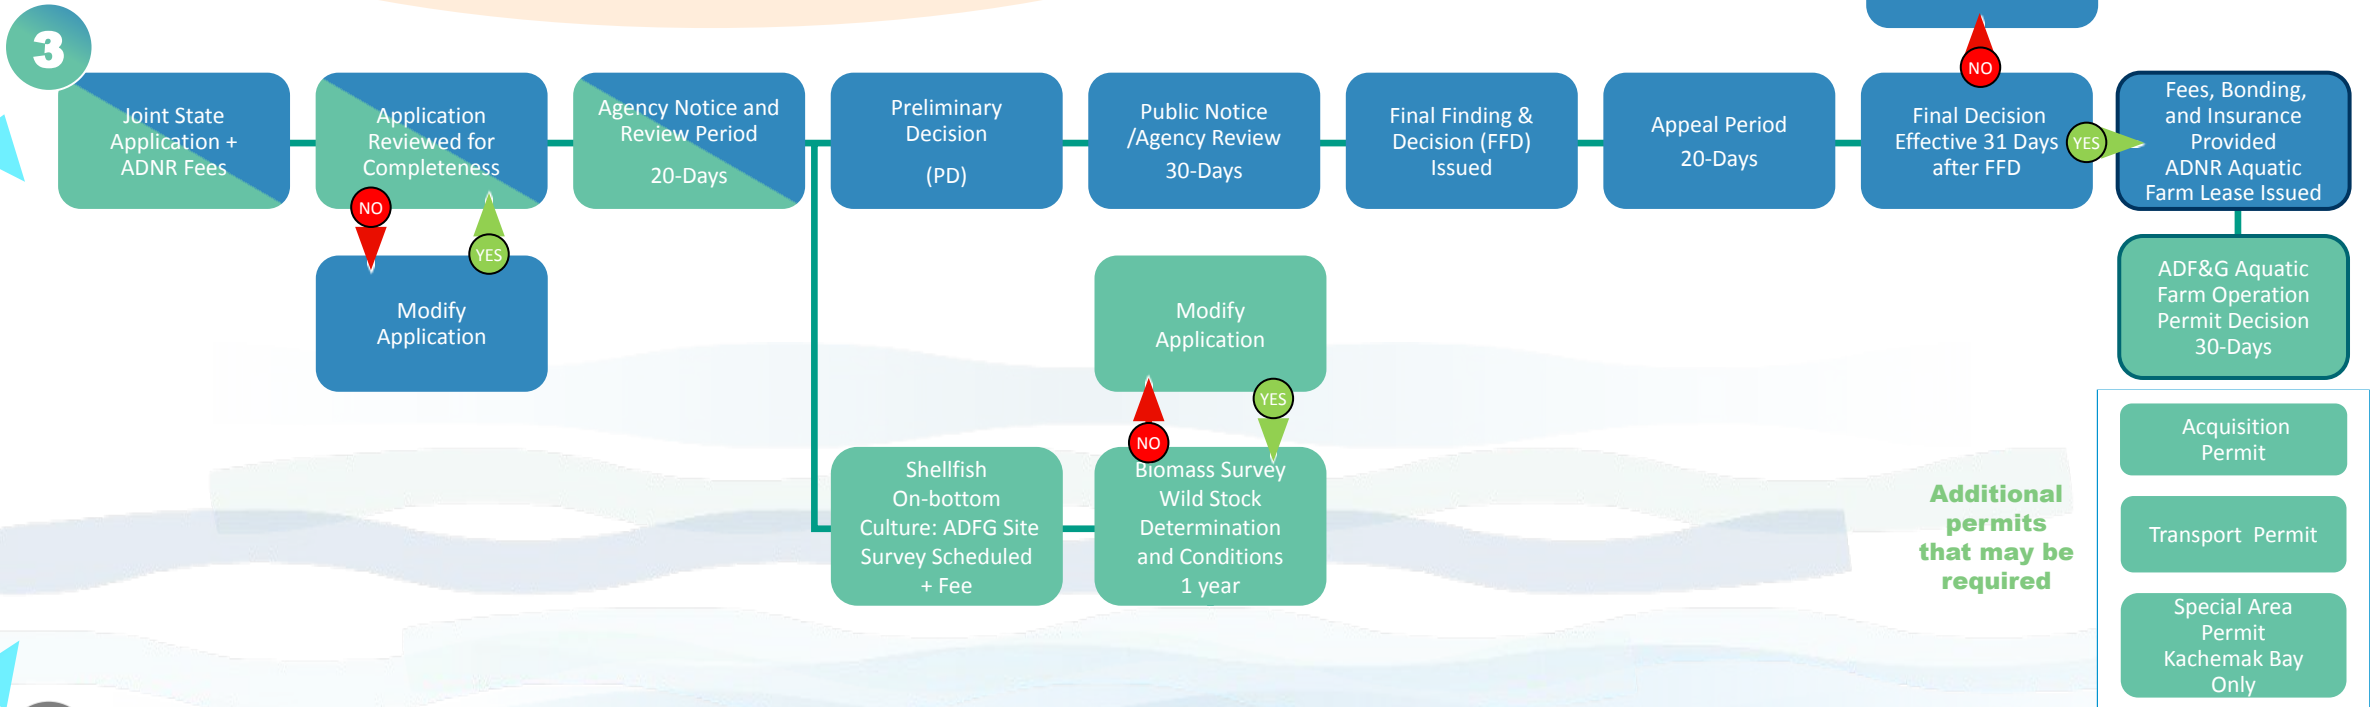 3
Joint State
Application +
ADNR Fees
Application
Reviewed for
Completeness
NO
YES
Modify
Application
Agency Notice and
Review Period
20-Days
Preliminary
Decision
(PD)
Public Notice
/Agency Review
30-Days
Final Finding &
Decision (FFD)
Issued
Appeal Period
20-Days
NO
Final Decision
Effective 31 Days
after FFD
YES
Fees, Bonding,
and Insurance
Provided
ADNR Aquatic
Farm Lease Issued
ADF&G Aquatic
Farm Operation
Permit Decision
30-Days
Modify
Application
NO
YES
Shellfish
On-bottom
Culture: ADFG Site
Survey Scheduled
+ Fee
Biomass Survey
Wild Stock
Determination
and Conditions
1 year
Additional
permits
that may be
required
Acquisition
Permit
Transport Permit
Special Area
Permit
Kachemak Bay
Only